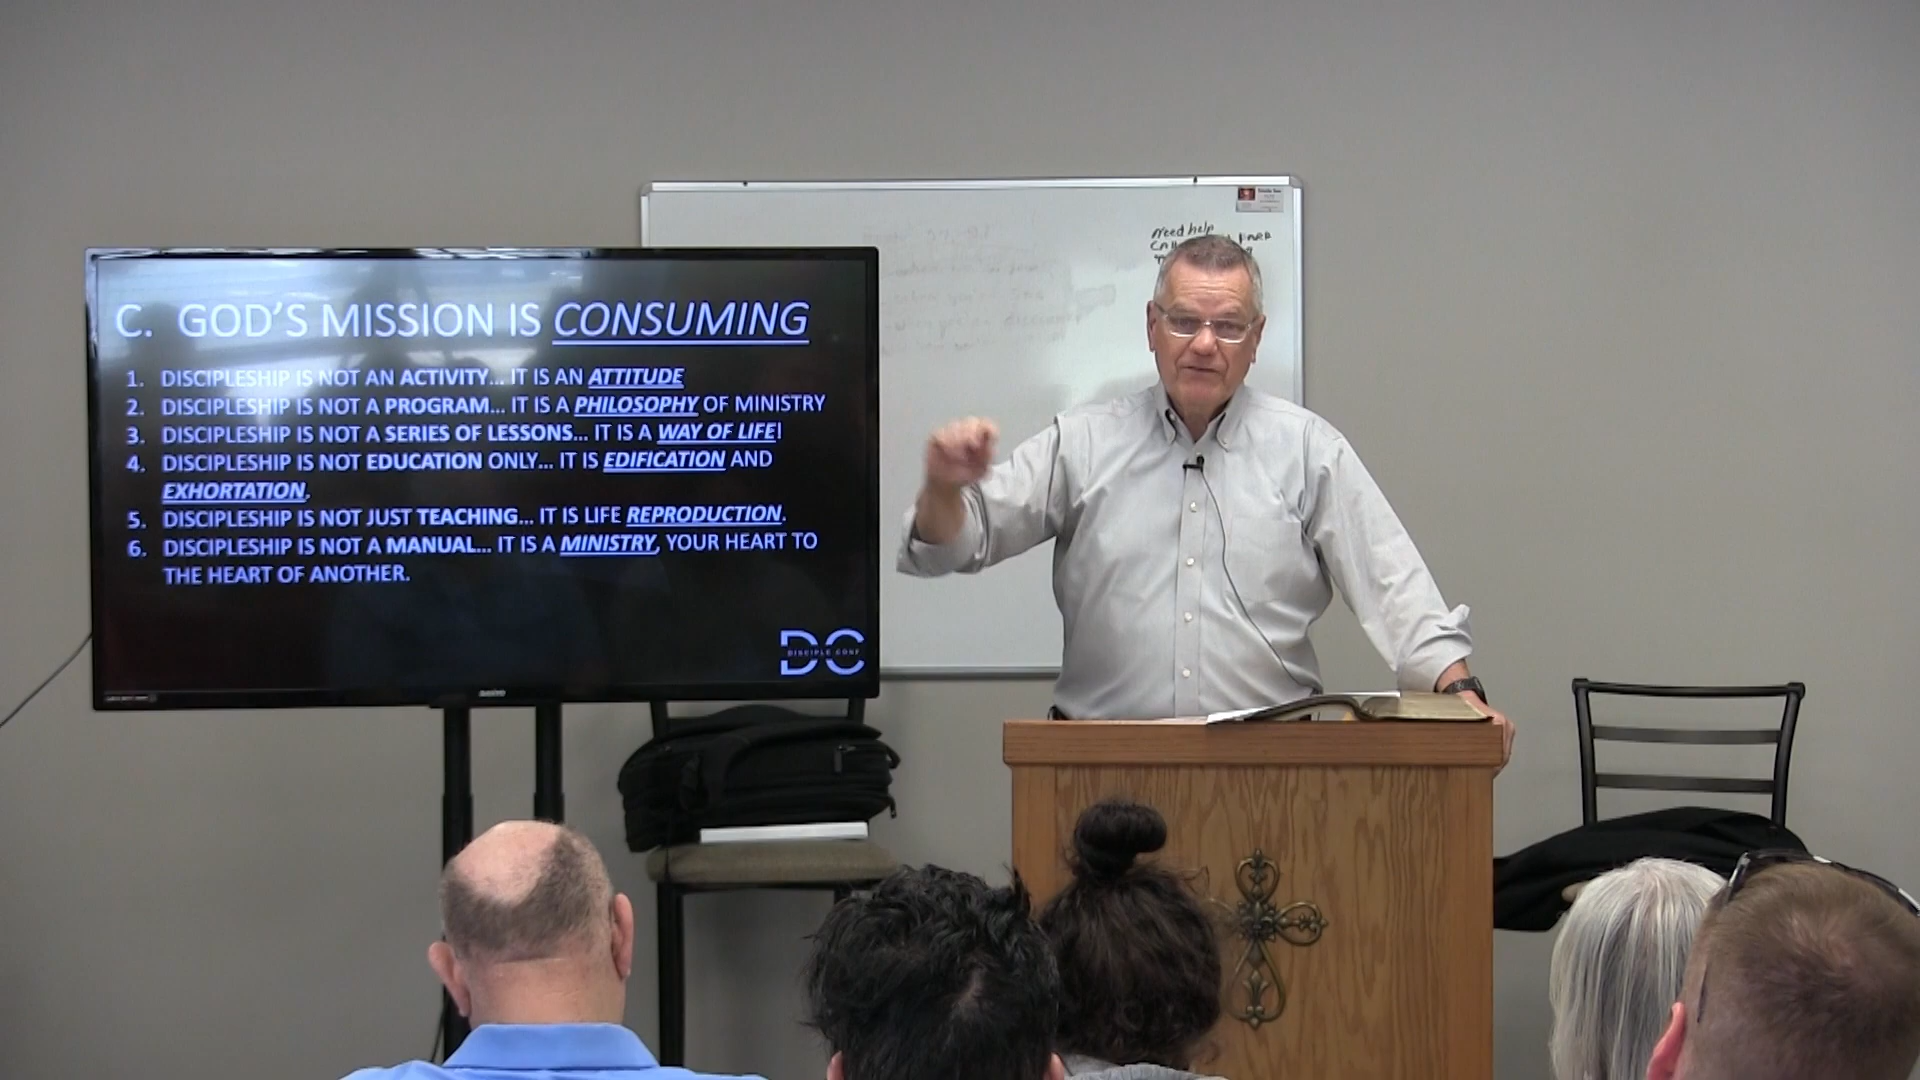 C. GOD'S MISSION IS CONSUMING
1. DISCIPLESHIP IS NOT AN ACTIVITY... IT IS AN ATTITUDE
2. DISCIPLESHIP IS NOT A PROGRAM... IT IS A PHILOSOPHY OF MINISTRY
3. DISCIPLESHIP IS NOT A SERIES OF LESSONS... IT IS A WAY OF LIFE!
4. DISCIPLESHIP IS NOT EDUCATION ONLY... IT IS EDIFICATION AND
EXHORTATION.
5. DISCIPLESHIP IS NOT JUST TEACHING... IT IS LIFE REPRODUCTION.
6. DISCIPLESHIP IS NOT A MANUAL... IT IS A MINISTRY, YOUR HEART TO
THE HEART OF ANOTHER.
DC
DISCIPLE CONF
SANYO
Need help